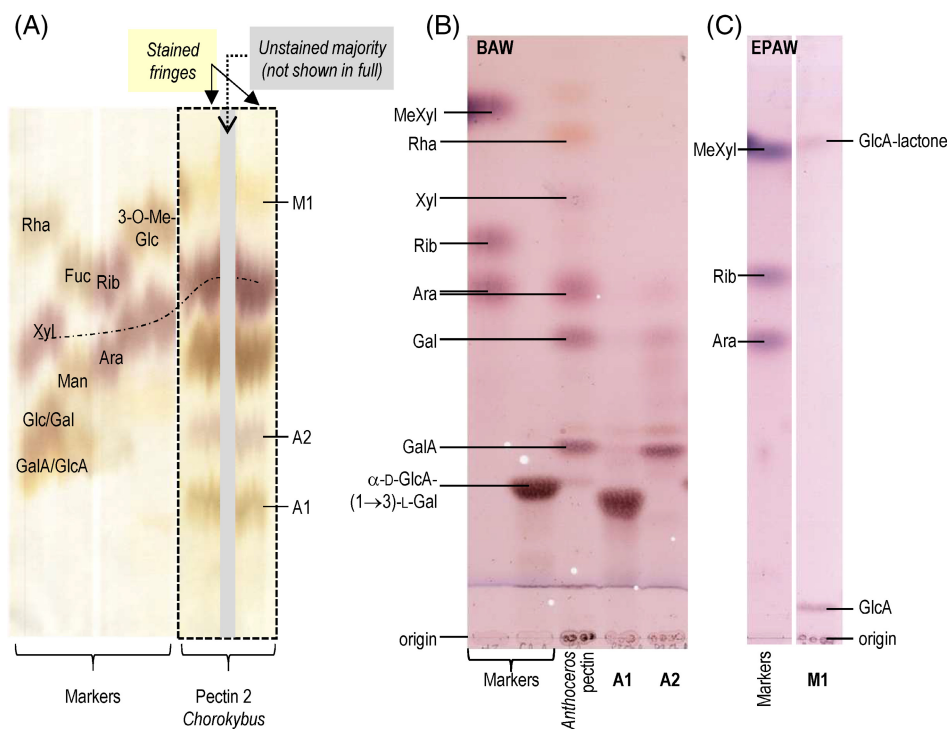 (A)
Stained
fringes
Unstained majority
(not shown in full)
Rha
3-O-Me-
Glc
Fuc
Rib
Xyl
Ara
Man
Glc/Gal
GalA/GlcA
M1
A2
A1
Markers
Pectin 2
Chorokybus
(B)
BAW
MeXyl
Rha
Xyl
Rib
Ara
Gal
GalA
α-D-GlcA-
(1→3)-L-Gal
origin
Markers
Anthoceros
pectin
A1
A2
(C)
EPAW
MeXyl
Rib
Ara
GlcA-lactone
GlcA
origin
Markers
M1